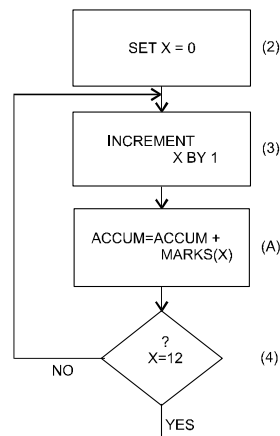 SET X = 0
(2)
INCREMENT
X BY 1
(3)
ACCUM=ACCUM +
MARKS(X)
(A)
?
X=12
(4)
NO
YES